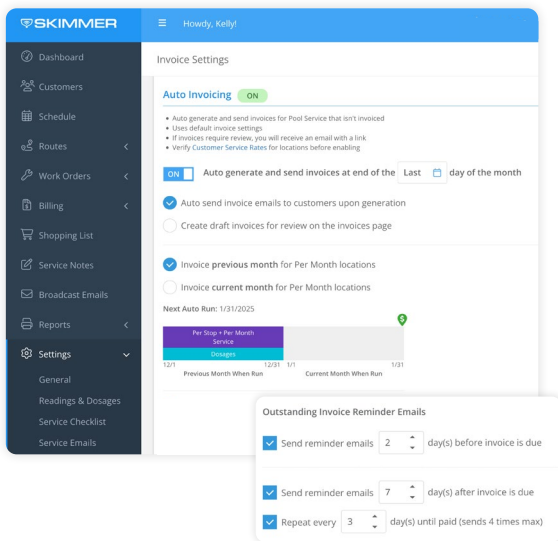 SKIMMER
Howdy, Kelly!
Dashboard
Customers
Schedule
Routes
Work Orders
Billing
Shopping List
Service Notes
Broadcast Emails
Reports
Settings
General
Readings & Dosages
Service Checklist
Service Emails
Invoice Settings
Auto Invoicing ON
• Auto generate and send invoices for Pool Service that isn't invoiced
• Uses default invoice settings
• If invoices require review, you will receive an email with a link
• Verify Customer Service Rates for locations before enabling
ON Auto generate and send invoices at end of the Last day of the month
Auto send invoice emails to customers upon generation
Create draft invoices for review on the invoices page
Invoice previous month for Per Month locations
Invoice current month for Per Month locations
Next Auto Run: 1/31/2025
$
Per Stop + Per Month
Service
Dosages
12/1 12/31 1/1 1/31
Previous Month When Run Current Month When Run
Outstanding Invoice Reminder Emails
Send reminder emails 2 day(s) before invoice is due
Send reminder emails 7 day(s) after invoice is due
Repeat every 3 day(s) until paid (sends 4 times max)